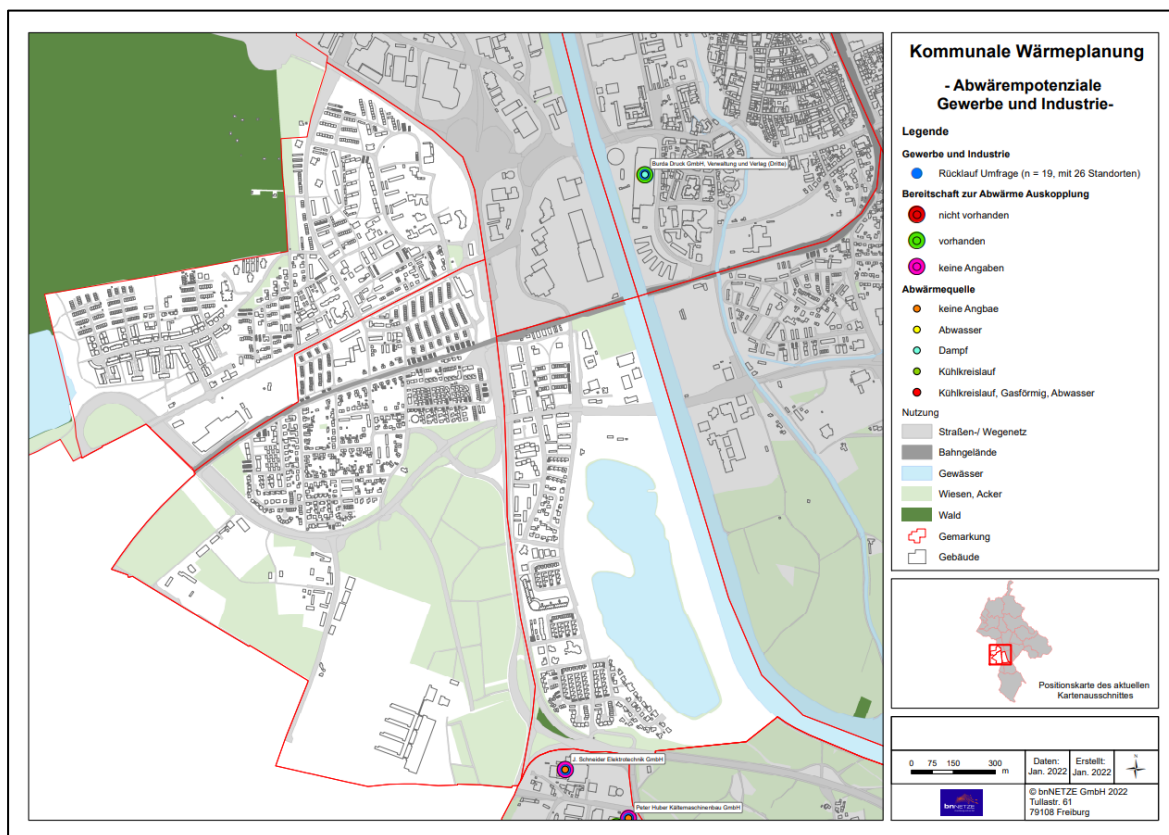 Kommunale Wärmeplanung
- Abwärempotenziale
Gewerbe und Industrie-
Legende
Gewerbe und Industrie
Rücklauf Umfrage (n = 19, mit 26 Standorten)
Bereitschaft zur Abwärme Auskopplung
nicht vorhanden
vorhanden
keine Angaben
Abwärmequelle
keine Angbae
Abwasser
Dampf
Kühlkreislauf
Kühlkreislauf, Gasförmig, Abwasser
Nutzung
Straßen-/ Wegenetz
Bahngelände
Gewässer
Wiesen, Acker
Wald
Gemarkung
Gebäude
Burda Druck GmbH, Verwaltung und Verlag (Dritte)
J. Schneider Elektrotechnik GmbH
Peter Huber Kältemaschinenbau GmbH
Positionskarte des aktuellen
Kartenausschnittes
0 75 150 300
m
Daten:
Jan. 2022
Erstellt:
Jan. 2022
bnNETZE
© bnNETZE GmbH 2022
Tullastr. 61
79108 Freiburg